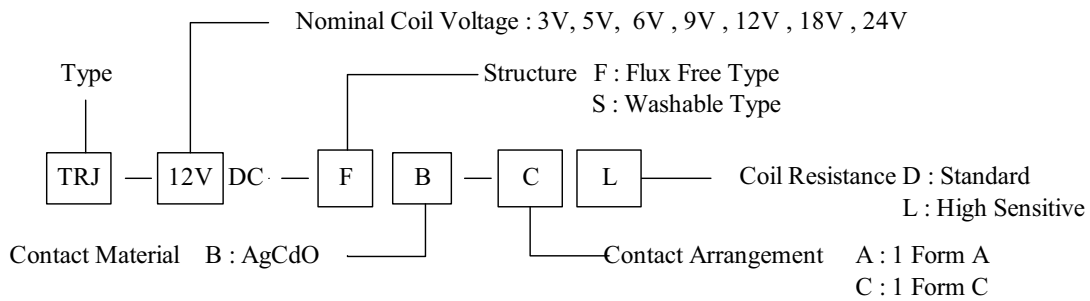 Nominal Coil Voltage : 3V, 5V, 6V , 9V , 12V , 18V , 24V
Type
Structure F : Flux Free Type
S : Washable Type
TRJ 12V DC F B C L
Coil Resistance D : Standard
L : High Sensitive
Contact Material B : AgCdO
Contact Arrangement A : 1 Form A
C : 1 Form C